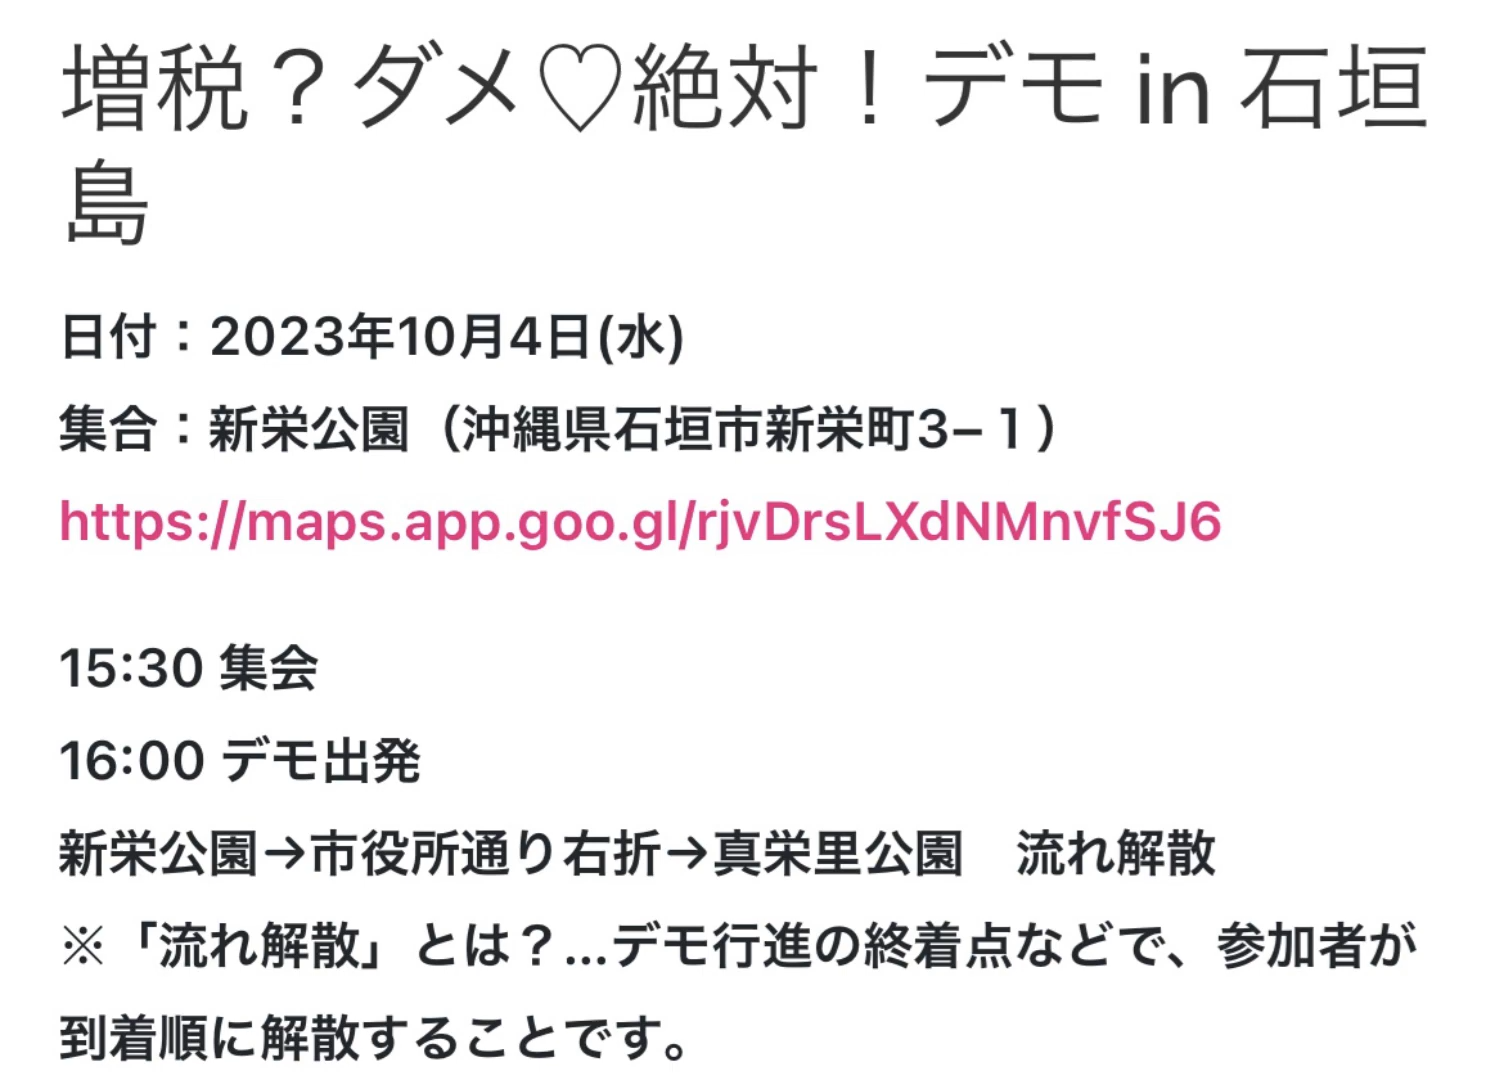 増税？ダメ♡絶対！デモ in 石垣
島
日付：2023年10月4日(水)
集合：新栄公園（沖縄県石垣市新栄町3−１）
https://maps.app.goo.gl/rjvDrsLXdNMnvfSJ6
15:30 集会
16:00 デモ出発
新栄公園→市役所通り右折→真栄里公園　流れ解散
※「流れ解散」とは？...デモ行進の終着点などで、参加者が
到着順に解散することです。